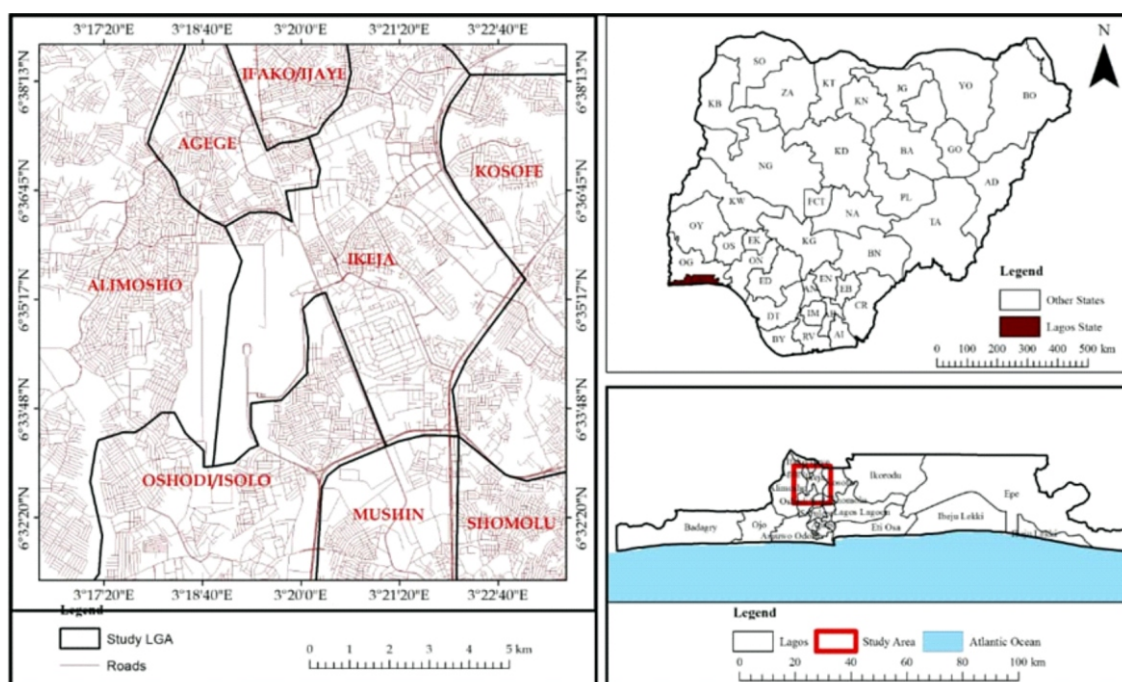 3°17'20"E 3°18'40"E 3°20'0"E 3°21'20"E 3°22'40"E
6°38'13"N
6°36'45"N
6°35'17"N
6°33'48"N
6°32'20"N
IFAKO/IJAYE
AGEGE
KOSOFE
IKEJA
ALIMOSHO
OSHODI/ISOLO
MUSHIN
SHOMOLU
6°38'13"N
6°36'45"N
6°35'17"N
6°33'48"N
6°32'20"N
3°17'20"E 3°18'40"E 3°20'0"E 3°21'20"E 3°22'40"E
Legend
Study LGA
Roads
0 1 2 3 4 5 km
N
SO
KT
JG
YO
BO
ZA
KN
KB
KD
BA
GO
NG
AD
PL
FCT
KW
NA
TA
OY
KG
OS
EK
BN
OG
ON
ED
EN
EB
CR
DT
IM
BY
RV
Legend
Other States
Lagos State
0 100 200 300 400 500 km
Ikorodu
Epe
Lagos Lagoon
Ibeju Lekki
Badagry
Ojo
Eti Osa
Legend
Lagos
Study Area
Atlantic Ocean
0 20 40 60 80 100 km